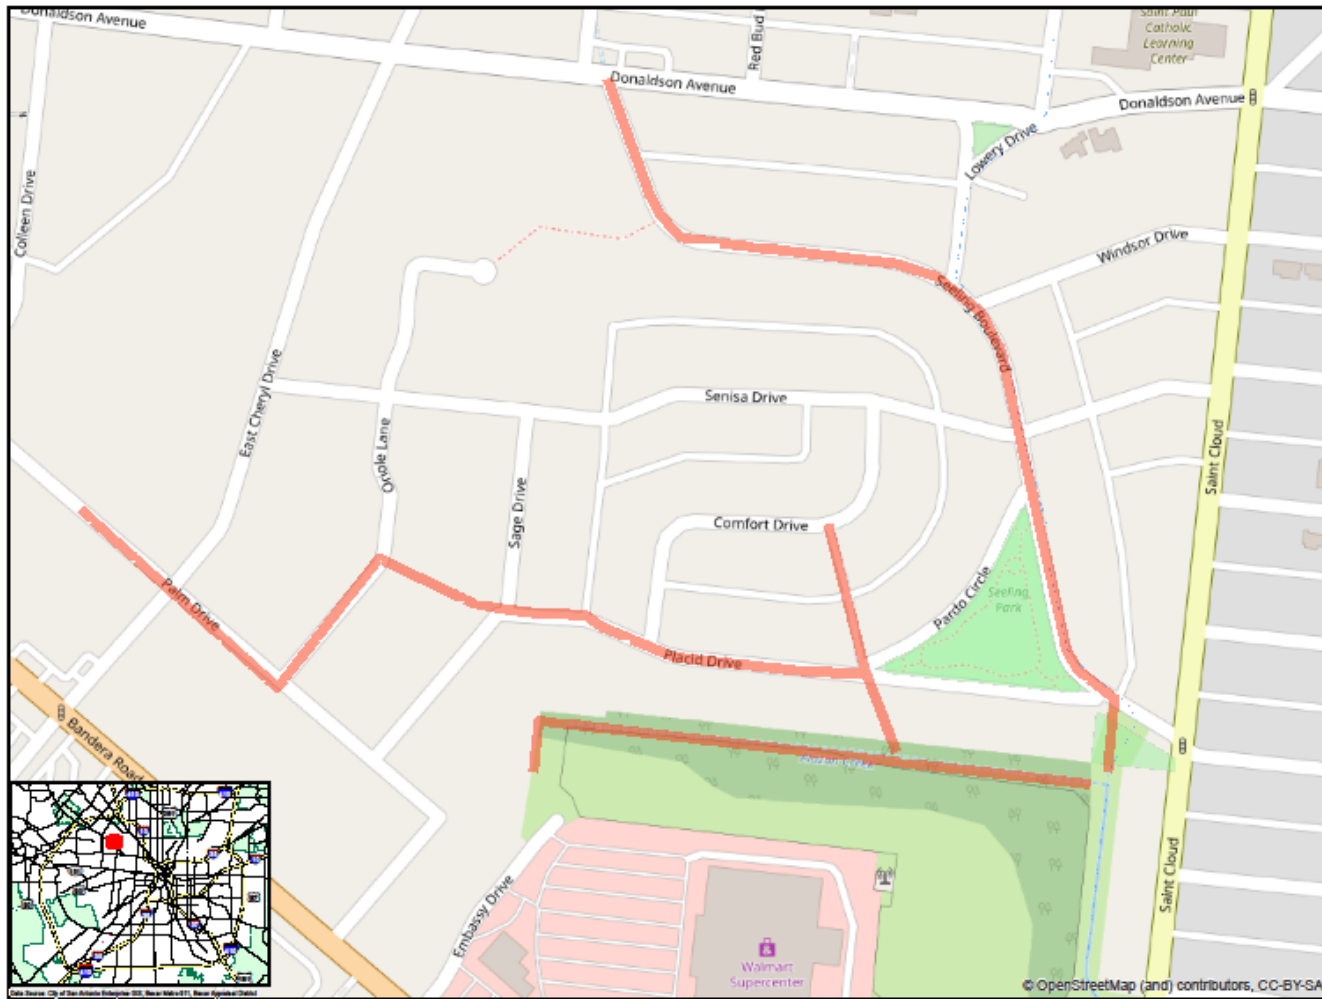 Donaldson Avenue
Red Bud
Saint Paul
Catholic
Learning
Center
Donaldson Avenue
Donaldson Avenue
Lowery Drive
Colleen Drive
Windsor Drive
Seeling Boulevard
East Cheryl Drive
Senisa Drive
Oriole Lane
Saint Cloud
Sage Drive
Comfort Drive
Pardo Circle
Seeling
Park
Palm Drive
Placid Drive
Bandera Road
Embassy Drive
Saint Cloud
Walmart
Supercenter
© OpenStreetMap (and) contributors, CC-BY-SA